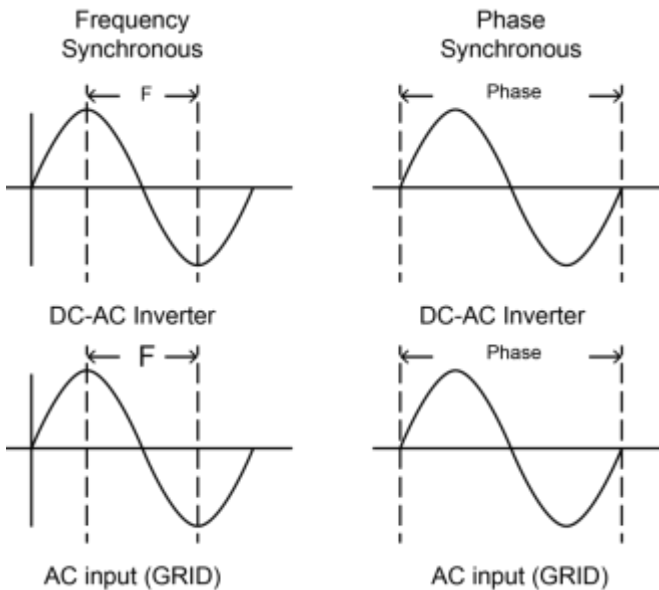 Frequency
Synchronous
F
DC-AC Inverter
F
AC input (GRID)
Phase
Synchronous
Phase
DC-AC Inverter
Phase
AC input (GRID)